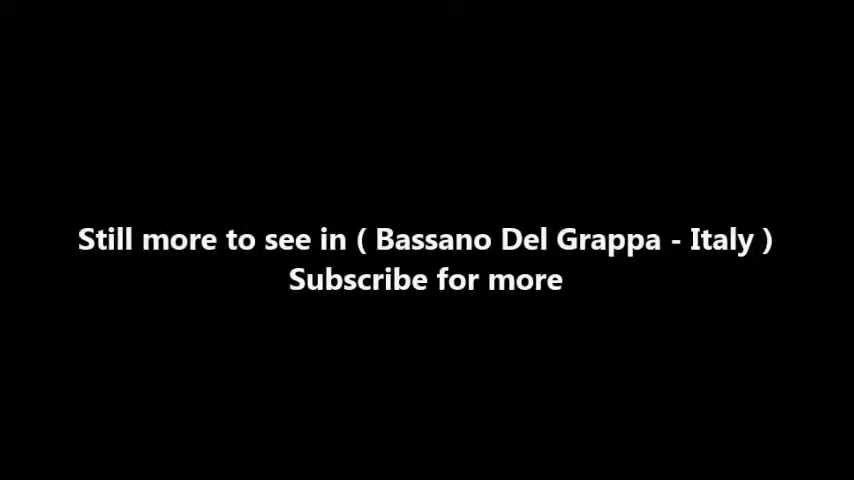 Still more to see in ( Bassano Del Grappa - Italy )
Subscribe for more